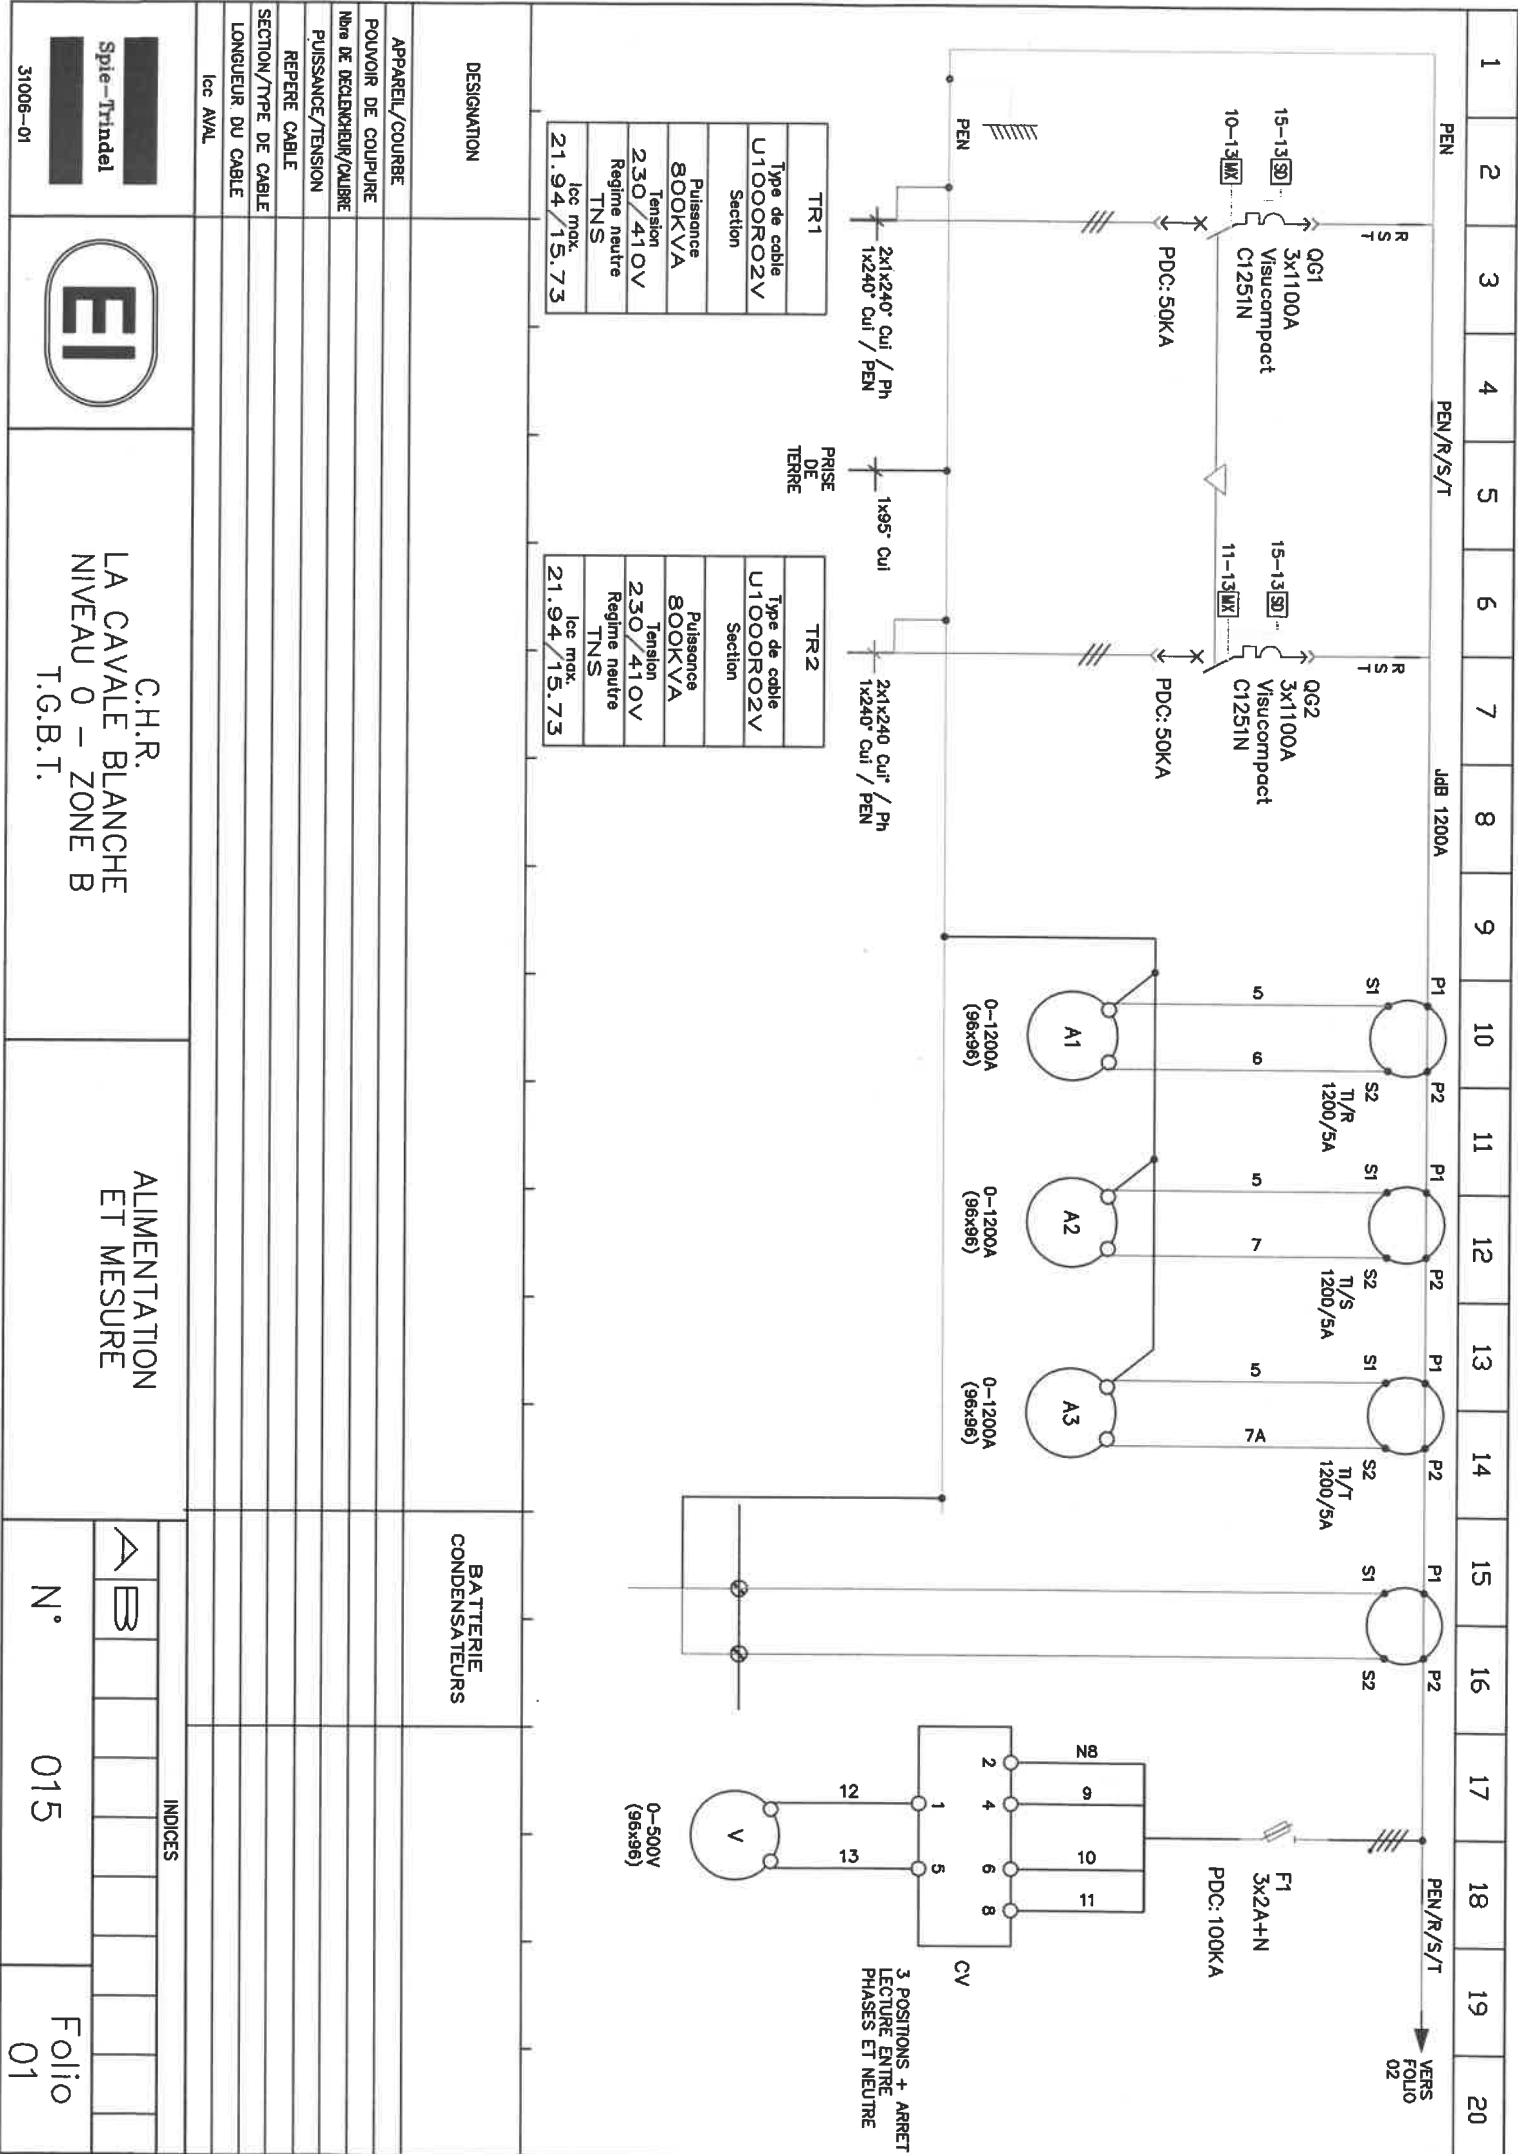 1 2 3 4 5 6 7 8 9 10 11 12 13 14 15 16 17 18 19 20
PEN
PEN/R/S/T
JdB 1200A
PEN/R/S/T
VERS
FOLIO
02
R
S
T
15-13 SD
10-13 MX
QG1
3x1100A
Visucompact
C1251N
PDC: 50KA
R
S
T
15-13 SD
11-13 MX
QG2
3x1100A
Visucompact
C1251N
PDC: 50KA
P1 P2
S1 S2
TI/R
1200/5A
5 6
A1
0-1200A
(96x96)
P1 P2
S1 S2
TI/S
1200/5A
5 7
A2
0-1200A
(96x96)
P1 P2
S1 S2
TI/T
1200/5A
5 7A
A3
0-1200A
(96x96)
P1 P2
S1 S2
F1
3x2A+N
PDC: 100KA
N8 9 10 11
2 4 6 8
CV
1 5
3 POSITIONS + ARRET
LECTURE ENTRE
PHASES ET NEUTRE
12 13
V
0-500V
(96x96)
PEN
2x1x240° Cui / Ph
1x240° Cui / PEN
1x95° Cui
PRISE
DE
TERRE
2x1x240 Cui° / Ph
1x240° Cui / PEN
TR1
Type de cable
U1000RO2V
Section
Puissance
800KVA
Tension
230/410V
Regime neutre
TNS
Icc max.
21.94/15.73
TR2
Type de cable
U1000RO2V
Section
Puissance
800KVA
Tension
230/410V
Regime neutre
TNS
Icc max.
21.94/15.73
DESIGNATION
BATTERIE
CONDENSATEURS
APPAREIL/COURBE
POUVOIR DE COUPURE
Nbre DE DECLENCHEUR/CALIBRE
PUISSANCE/TENSION
REPERE CABLE
SECTION/TYPE DE CABLE
LONGUEUR DU CABLE
Icc AVAL
Spie-Trindel
31006-01
EI
C.H.R.
LA CAVALE BLANCHE
NIVEAU 0 - ZONE B
T.G.B.T.
ALIMENTATION
ET MESURE
INDICES
A B
N° 015
Folio
01